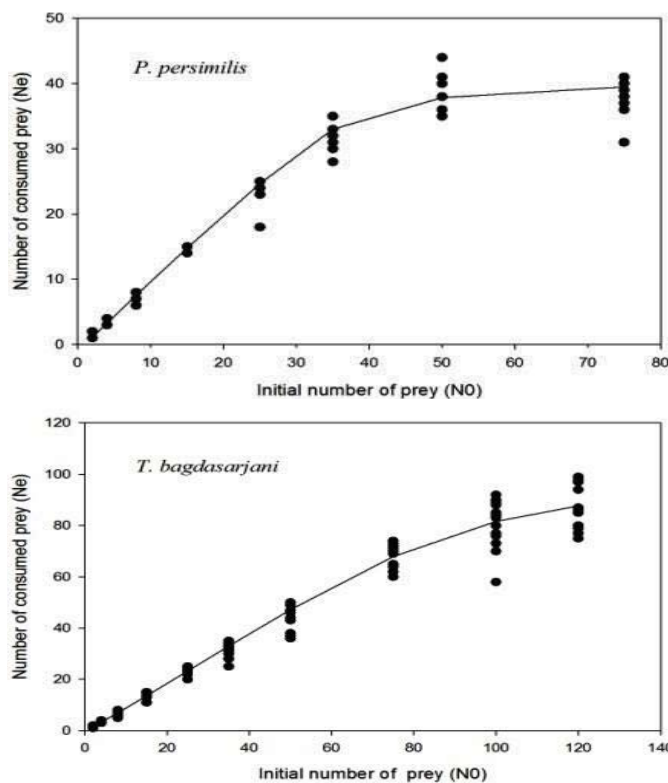 50
40
30
20
10
0
Number of consumed prey (Ne)
P. persimilis
0 10 20 30 40 50 60 70 80
Initial number of prey (N0)
120
100
80
60
40
20
0
Number of consumed prey (Ne)
T. bagdasarjani
0 20 40 60 80 100 120 140
Initial number of prey (N0)